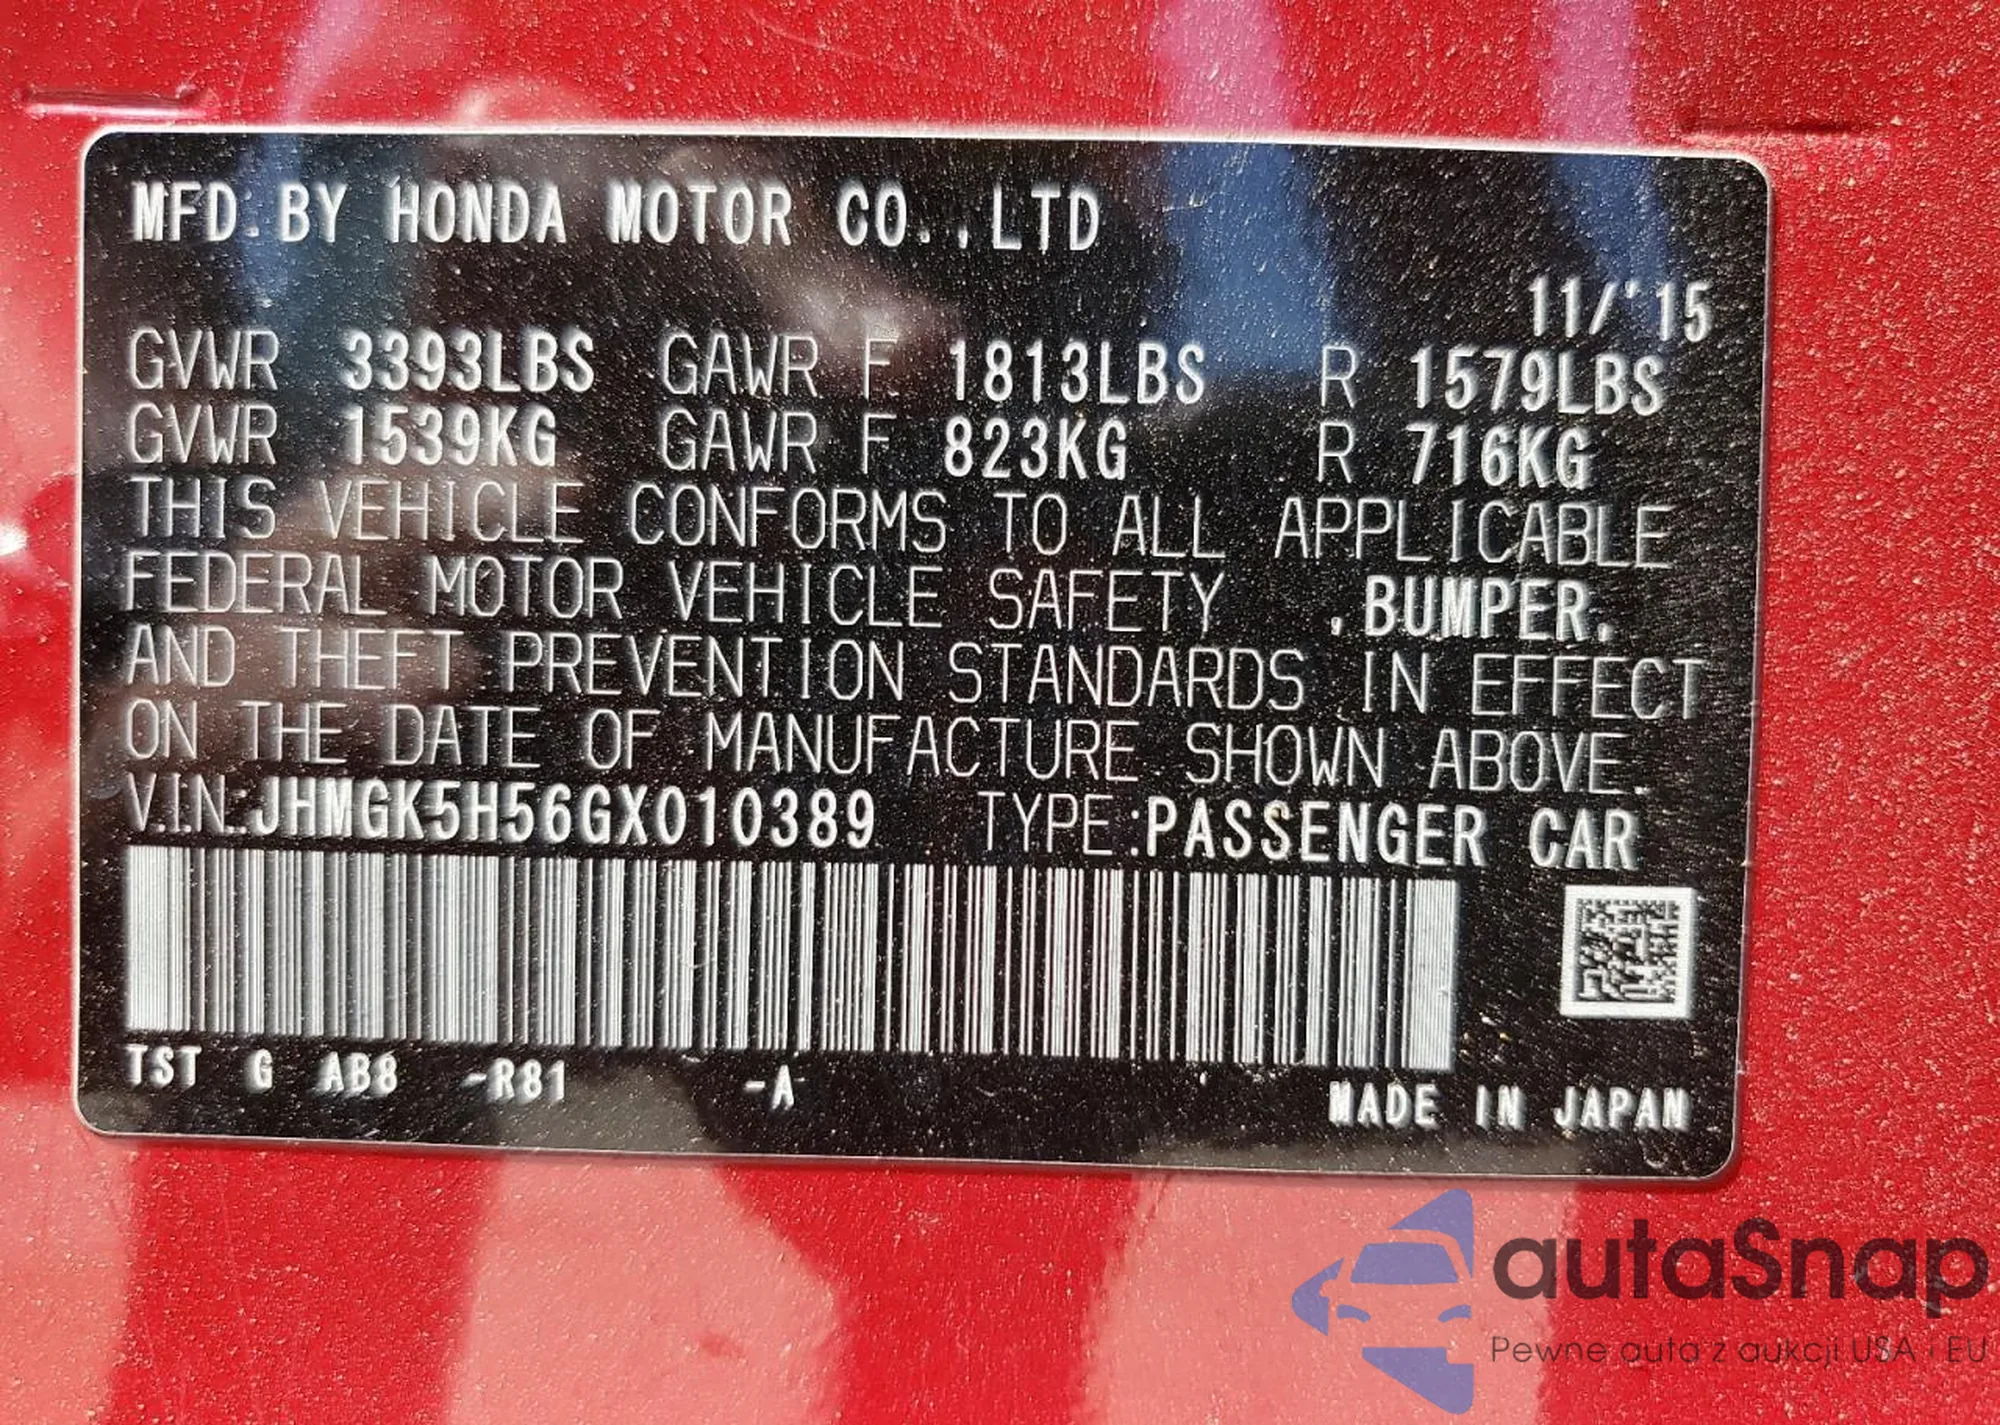 MFD.BY HONDA MOTOR CO.,LTD
11/'15
GVWR 3393LBS GAWR F 1813LBS R 1579LBS
GVWR 1539KG GAWR F 823KG R 716KG
THIS VEHICLE CONFORMS TO ALL APPLICABLE
FEDERAL MOTOR VEHICLE SAFETY ,BUMPER,
AND THEFT PREVENTION STANDARDS IN EFFECT
ON THE DATE OF MANUFACTURE SHOWN ABOVE.
V.I.N.:JHMGK5H56GX010389 TYPE:PASSENGER CAR
TST G AB8 -R81 -A MADE IN JAPAN
autaSnap
Pewne auta z aukcji USA i EU